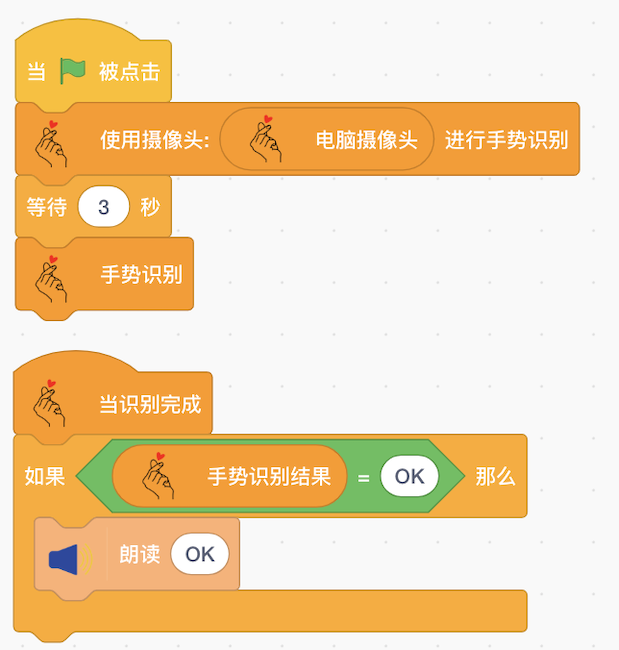 当 被点击
使用摄像头: 电脑摄像头 进行手势识别
等待 3 秒
手势识别
当识别完成
如果 手势识别结果 = OK 那么
朗读 OK